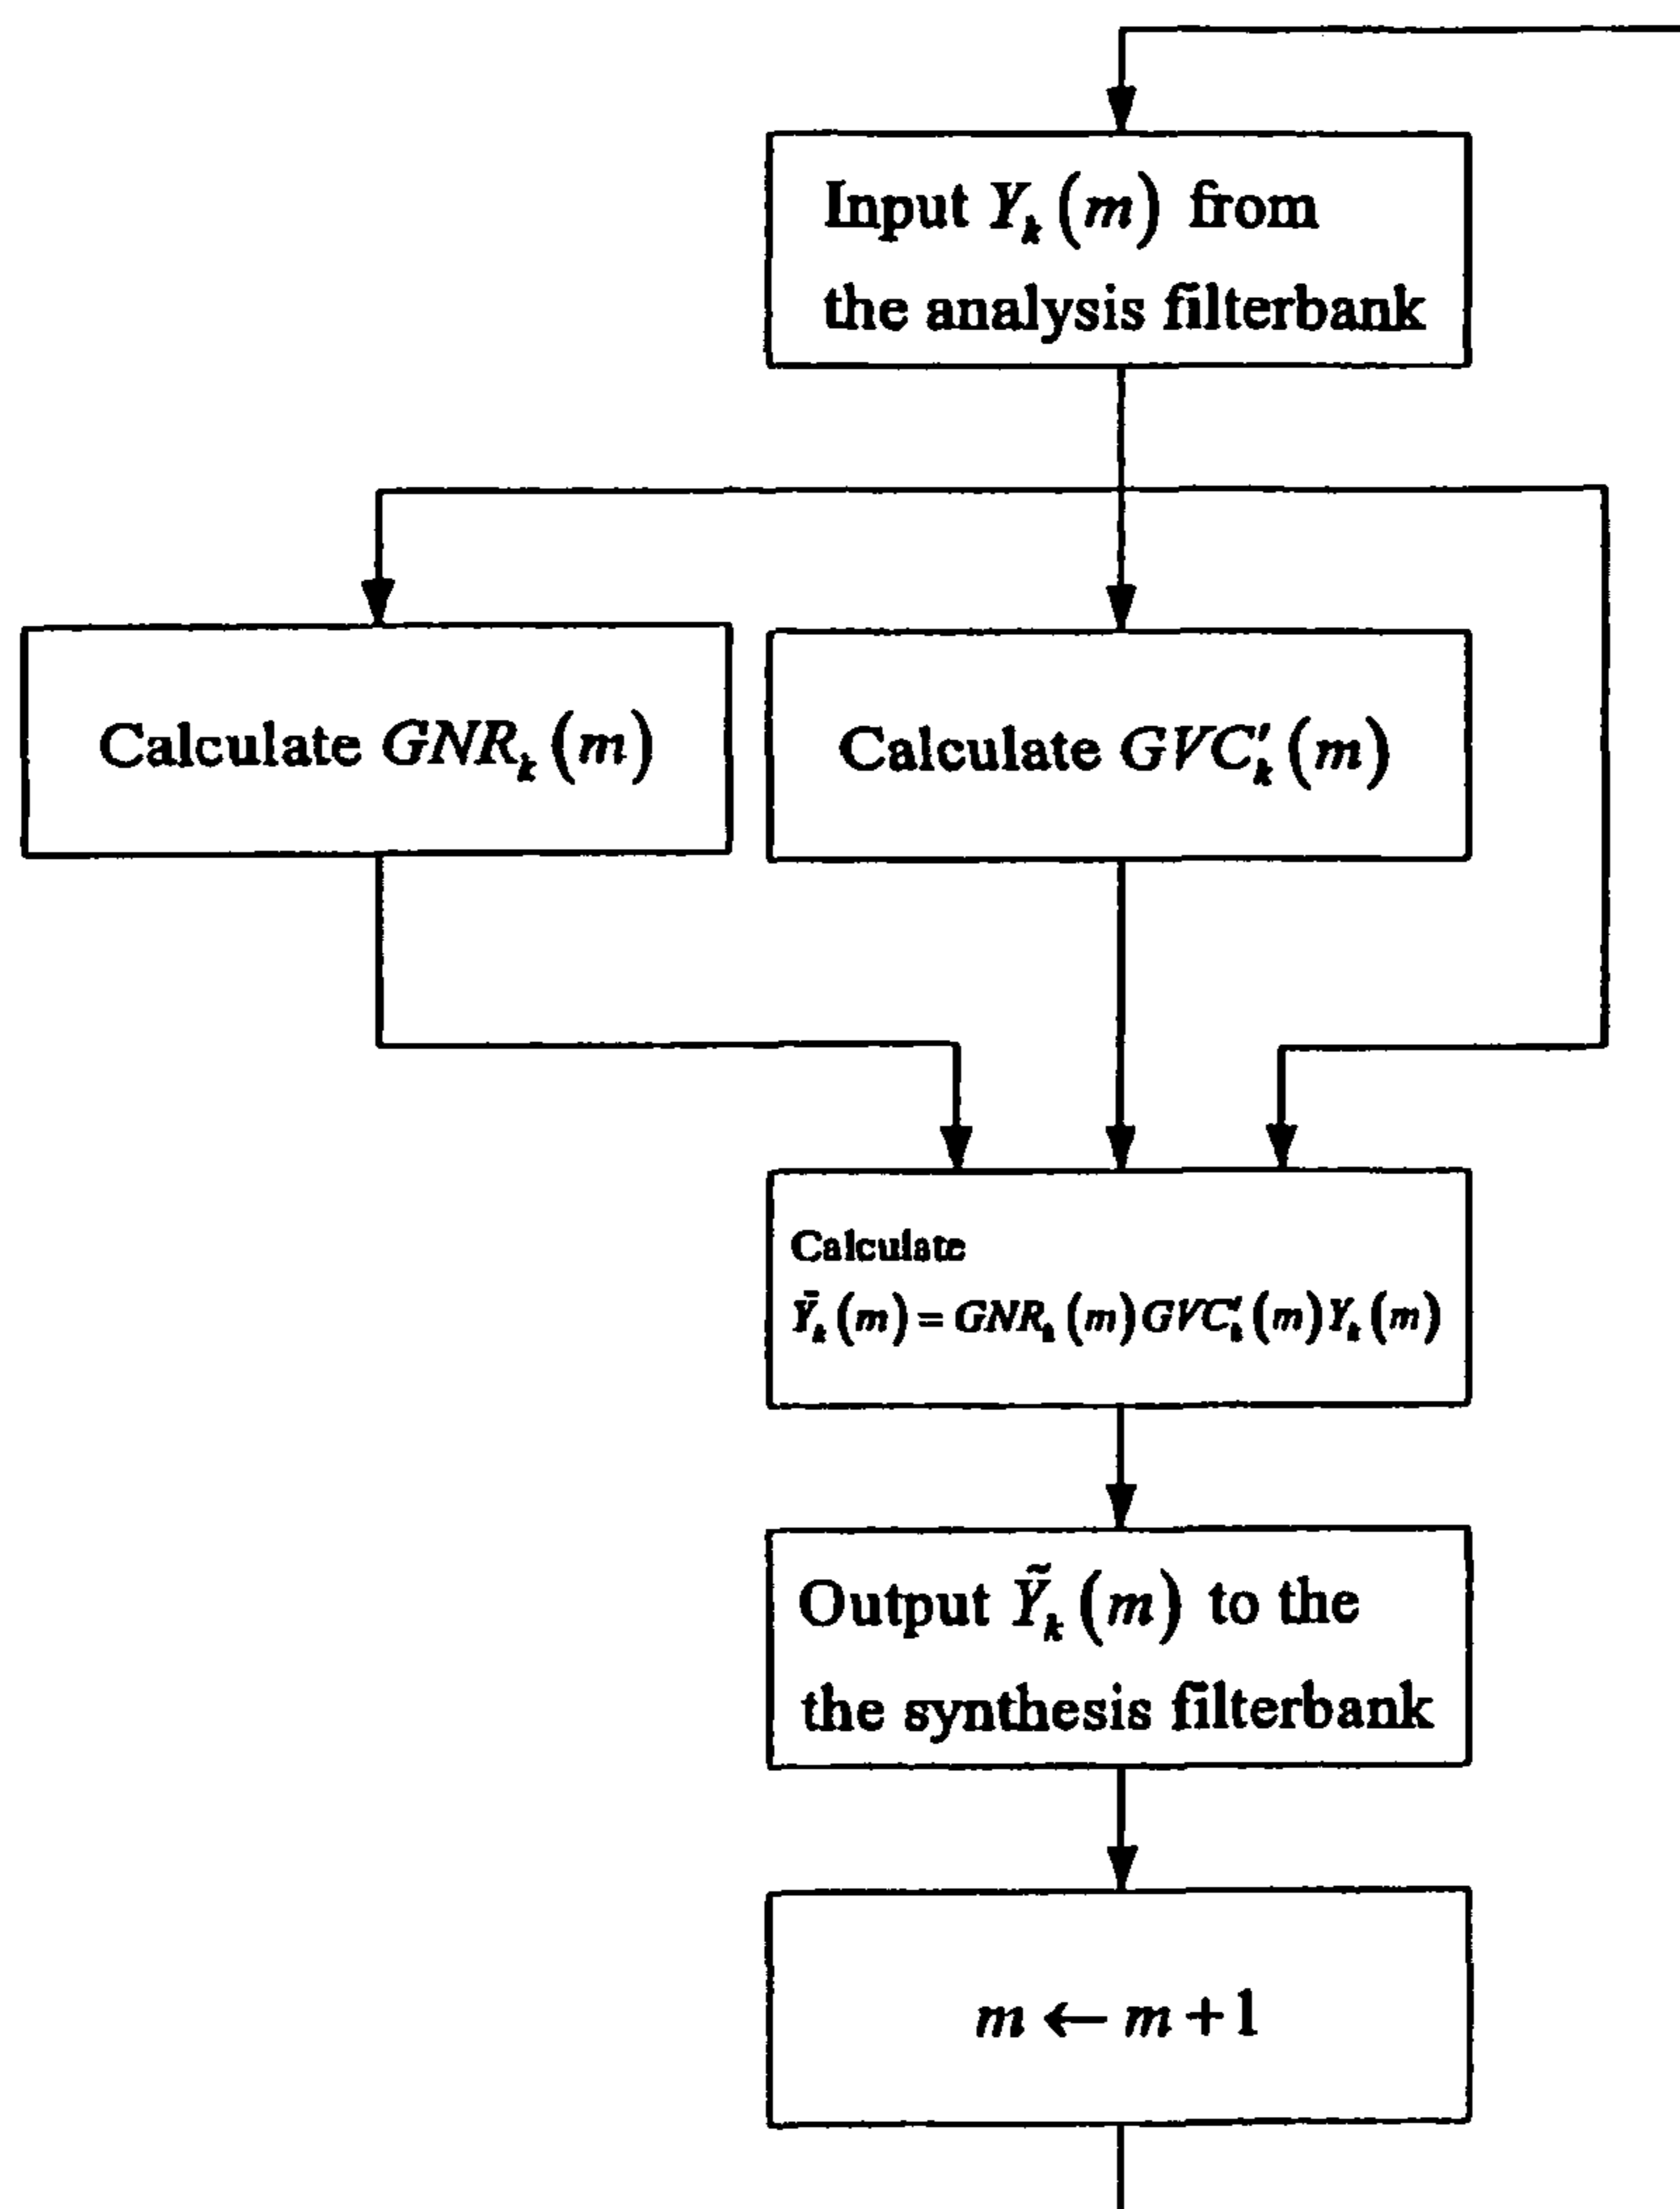 Input Y_k(m) from
the analysis filterbank
Calculate GNR_k(m)
Calculate GVC′_k(m)
Calculate
Ỹ_k(m) = GNR_k(m)GVC′_k(m)Y_k(m)
Output Ỹ_k(m) to the
the synthesis filterbank
m ← m + 1